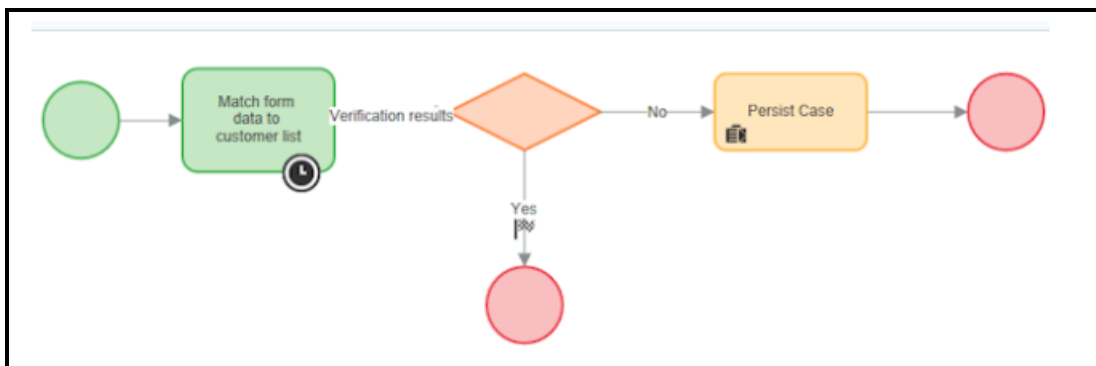 Match form
data to
customer list
Verification results
No
Persist Case
Yes